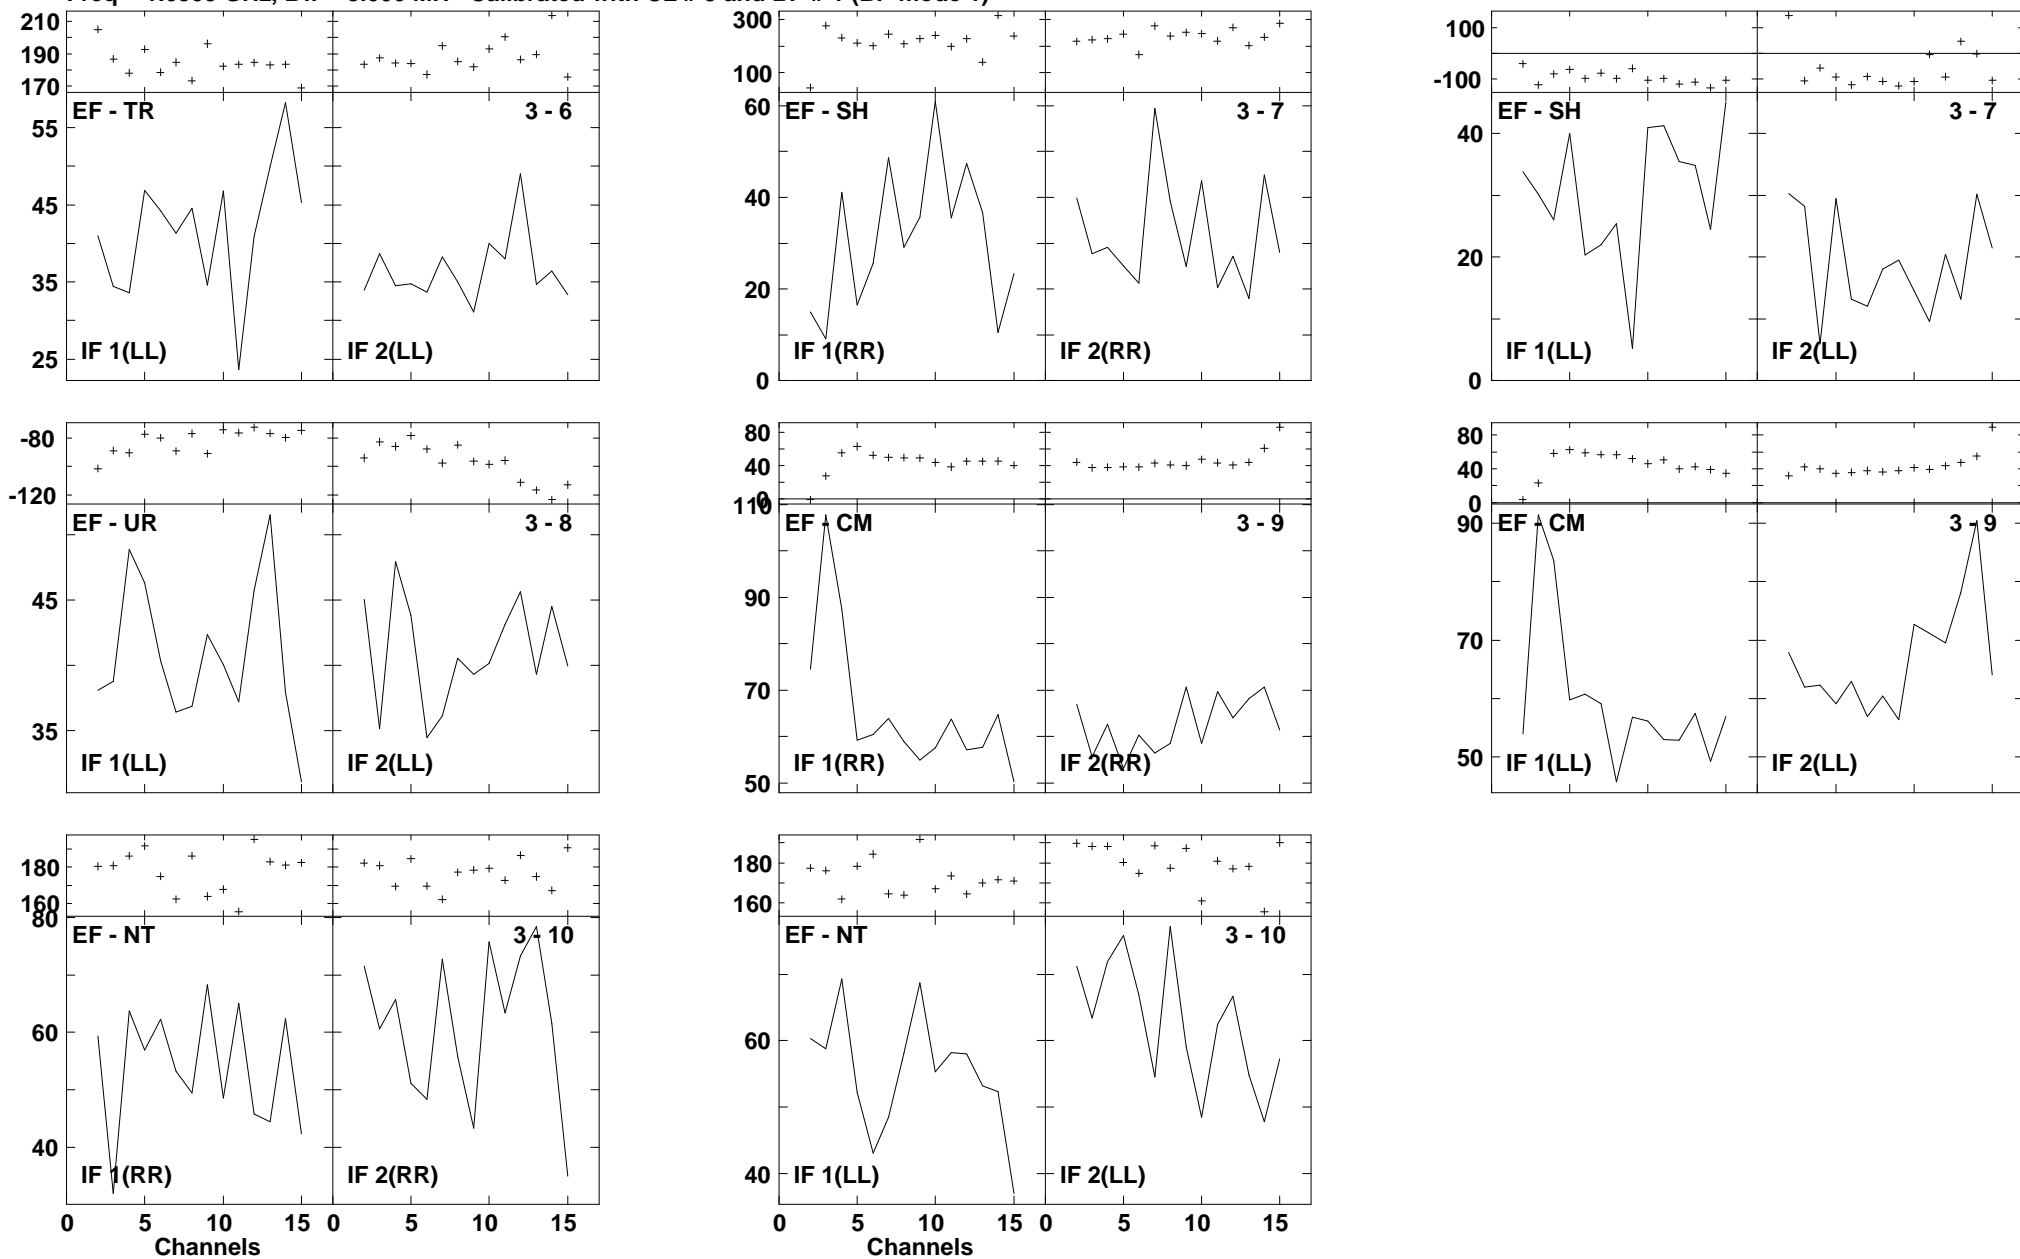 210
190
170
300
100
100
-100
EF - TR 3 - 6
EF - SH 3 - 7
EF - SH 3 - 7
55
45
35
25
60
40
20
0
40
20
0
IF 1(LL) IF 2(LL)
IF 1(RR) IF 2(RR)
IF 1(LL) IF 2(LL)
-80
-120
80
40
0
80
40
0
EF - UR 3 - 8
EF - CM 3 - 9
EF - CM 3 - 9
45
35
110
90
70
50
90
70
50
IF 1(LL) IF 2(LL)
IF 1(RR) IF 2(RR)
IF 1(LL) IF 2(LL)
180
160
180
160
EF - NT 3 - 10
EF - NT 3 - 10
80
60
40
60
40
IF 1(RR) IF 2(RR)
IF 1(LL) IF 2(LL)
0 5 10 15 0 5 10 15
0 5 10 15 0 5 10 15
Channels
Channels